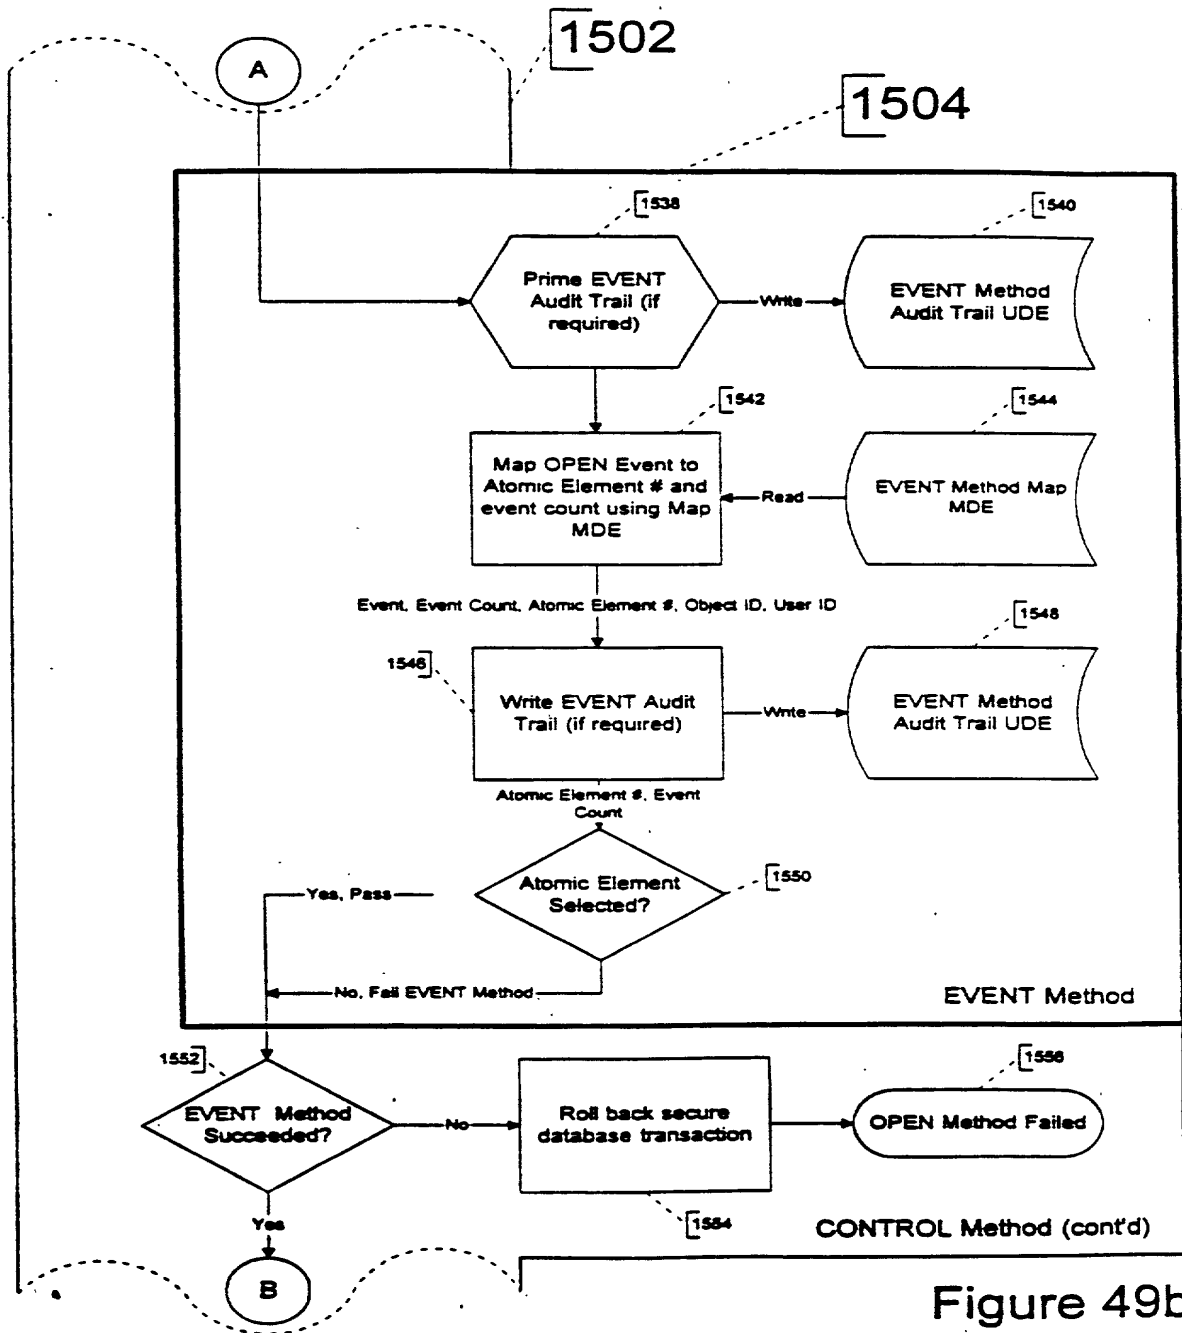 1502
A
1504
1538
1540
Prime EVENT
Audit Trail (if
required)
Write
EVENT Method
Audit Trail UDE
1542
1544
Map OPEN Event to
Atomic Element # and
event count using Map
MDE
Read
EVENT Method Map
MDE
Event, Event Count, Atomic Element #, Object ID, User ID
1546
1548
Write EVENT Audit
Trail (if required)
Write
EVENT Method
Audit Trail UDE
Atomic Element #, Event
Count
Atomic Element
Selected?
1550
Yes, Pass
No, Fail EVENT Method
EVENT Method
1552
1556
EVENT Method
Succeeded?
No
Roll back secure
database transaction
OPEN Method Failed
Yes
1554
CONTROL Method (cont'd)
B
Figure 49b